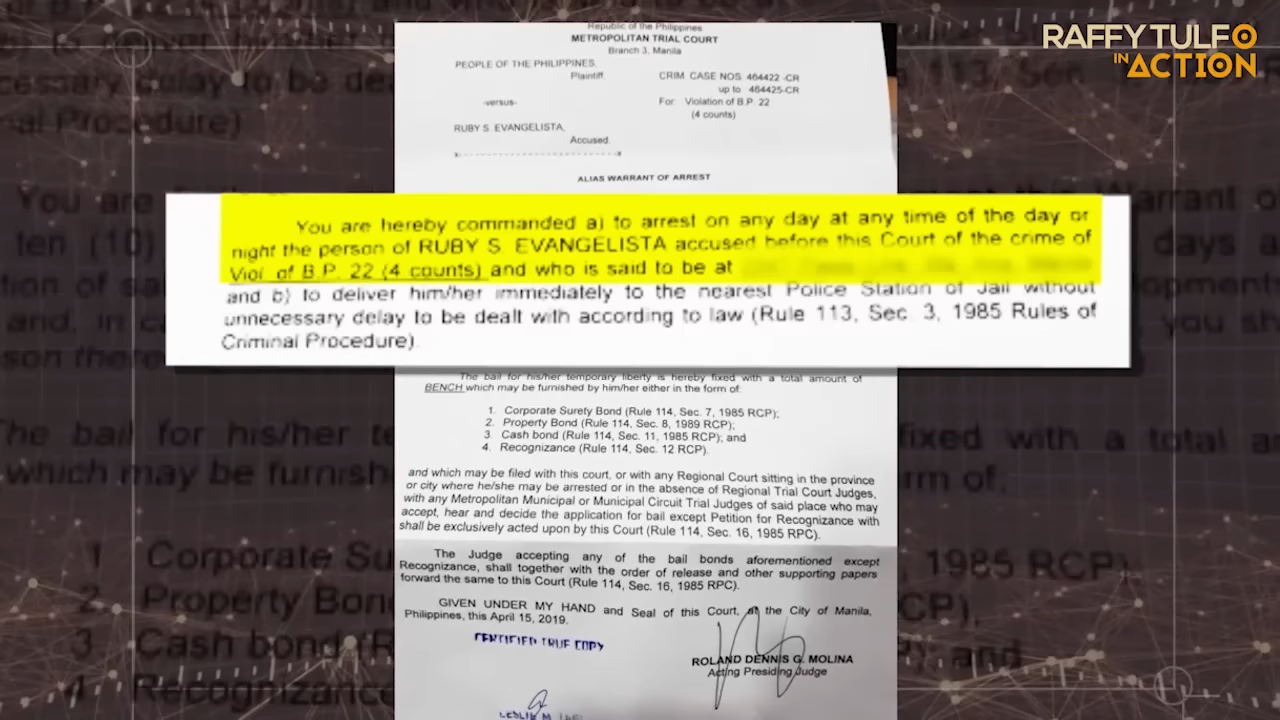 RAFFY TULFO
IN ACTION
Republic of the Philippines
METROPOLITAN TRIAL COURT
Branch 3, Manila
PEOPLE OF THE PHILIPPINES,
Plaintiff.
CRIM CASE NOS. 464422 -CR
up to 464425-CR
-versus-
For: Violation of B.P. 22
(4 counts)
RUBY S. EVANGELISTA,
Accused.
x-------------------------------x
ALIAS WARRANT OF ARREST
You are hereby commanded a) to arrest on any day at any time of the day or
night the person of RUBY S. EVANGELISTA accused before this Court of the crime of
Viol. of B.P. 22 (4 counts) and who is said to be at
and b) to deliver him/her immediately to the nearest Police Station of Jail without
unnecessary delay to be dealt with according to law (Rule 113, Sec. 3, 1985 Rules of
Criminal Procedure).
The bail for his/her temporary liberty is hereby fixed with a total amount of
BENCH which may be furnished by him/her either in the form of:
1. Corporate Surety Bond (Rule 114, Sec. 7, 1985 RCP);
2. Property Bond (Rule 114, Sec. 8, 1989 RCP);
3. Cash bond (Rule 114, Sec. 11, 1985 RCP); and
4. Recognizance (Rule 114, Sec. 12 RCP).
and which may be filed with this court, or with any Regional Court sitting in the province
or city where he/she may be arrested or in the absence of Regional Trial Court Judges,
with any Metropolitan Municipal or Municipal Circuit Trial Judges of said place who may
accept, hear and decide the application for bail except Petition for Recognizance with
shall be exclusively acted upon by this Court (Rule 114, Sec. 16, 1985 RPC).
The Judge accepting any of the bail bonds aforementioned except
Recognizance, shall together with the order of release and other supporting papers
forward the same to this Court (Rule 114, Sec. 16, 1985 RPC).
GIVEN UNDER MY HAND and Seal of this Court, at the City of Manila,
Philippines, this April 15, 2019.
CERTIFIED TRUE COPY
ROLAND DENNIS G. MOLINA
Acting Presiding Judge
LESLIE M.